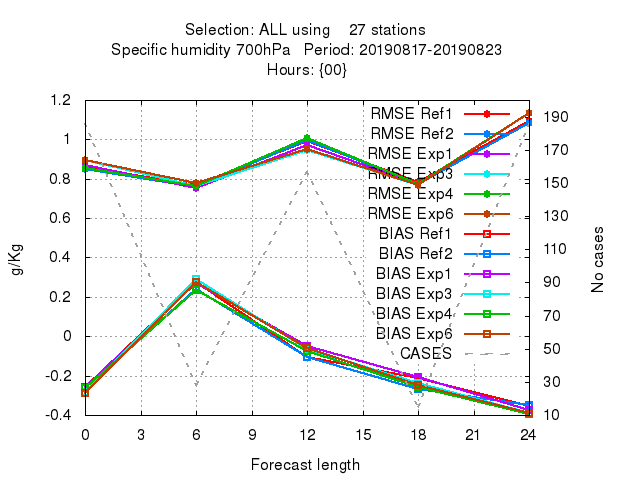 Selection: ALL using    27 stations
Specific humidity 700hPa   Period: 20190817-20190823
Hours: {00}
1.2
1
0.8
0.6
0.4
0.2
0
-0.2
-0.4
g/Kg
RMSE Ref1
RMSE Ref2
RMSE Exp1
RMSE Exp3
RMSE Exp4
RMSE Exp6
BIAS Ref1
BIAS Ref2
BIAS Exp1
BIAS Exp3
BIAS Exp4
BIAS Exp6
CASES
190
170
150
130
110
90
70
50
30
10
No cases
0 3 6 9 12 15 18 21 24
Forecast length